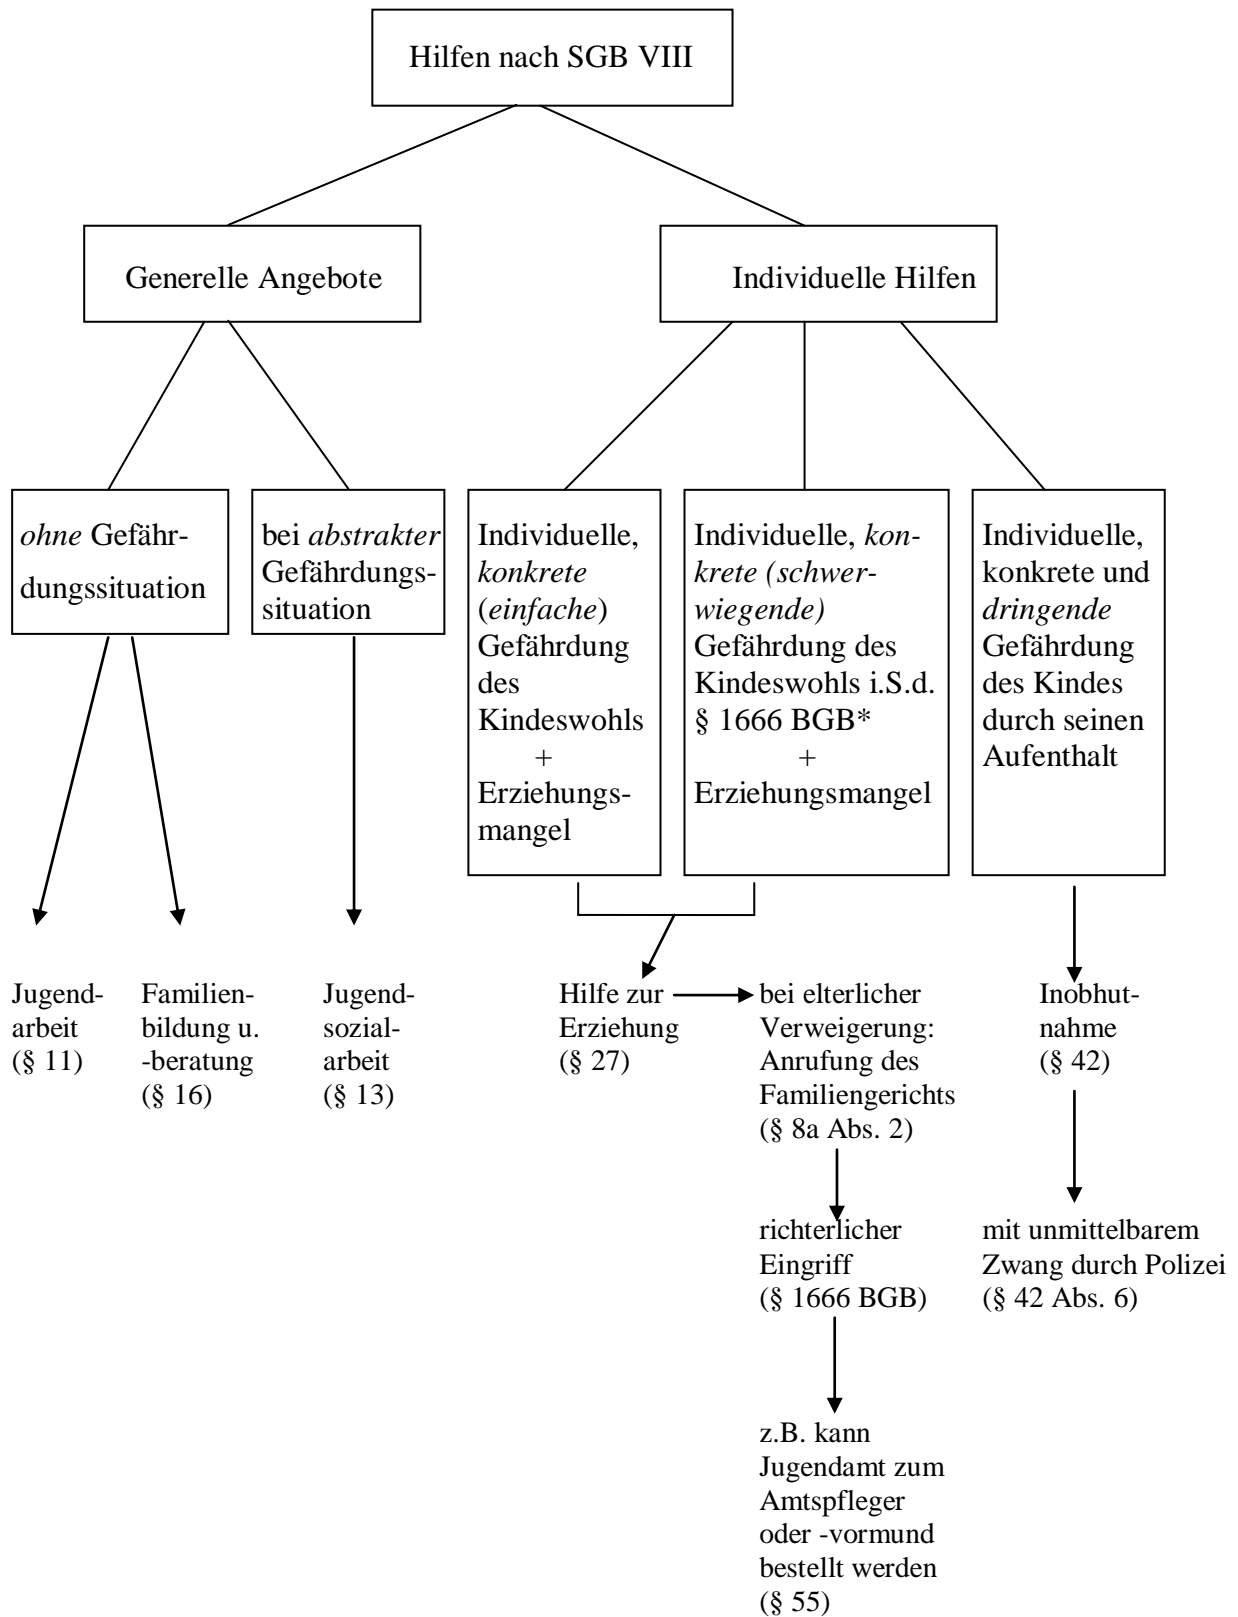 Hilfen nach SGB VIII
Generelle Angebote
Individuelle Hilfen
ohne Gefähr-
dungssituation
bei abstrakter
Gefährdungs-
situation
Individuelle,
konkrete
(einfache)
Gefährdung
des
Kindeswohls
+
Erziehungs-
mangel
Individuelle, kon-
krete (schwer-
wiegende)
Gefährdung des
Kindeswohls i.S.d.
§ 1666 BGB*
+
Erziehungsmangel
Individuelle,
konkrete und
dringende
Gefährdung
des Kindes
durch seinen
Aufenthalt
Jugend-
arbeit
(§ 11)
Familien-
bildung u.
-beratung
(§ 16)
Jugend-
sozial-
arbeit
(§ 13)
Hilfe zur
Erziehung
(§ 27)
bei elterlicher
Verweigerung:
Anrufung des
Familiengerichts
(§ 8a Abs. 2)
Inobhut-
nahme
(§ 42)
richterlicher
Eingriff
(§ 1666 BGB)
mit unmittelbarem
Zwang durch Polizei
(§ 42 Abs. 6)
z.B. kann
Jugendamt zum
Amtspfleger
oder -vormund
bestellt werden
(§ 55)